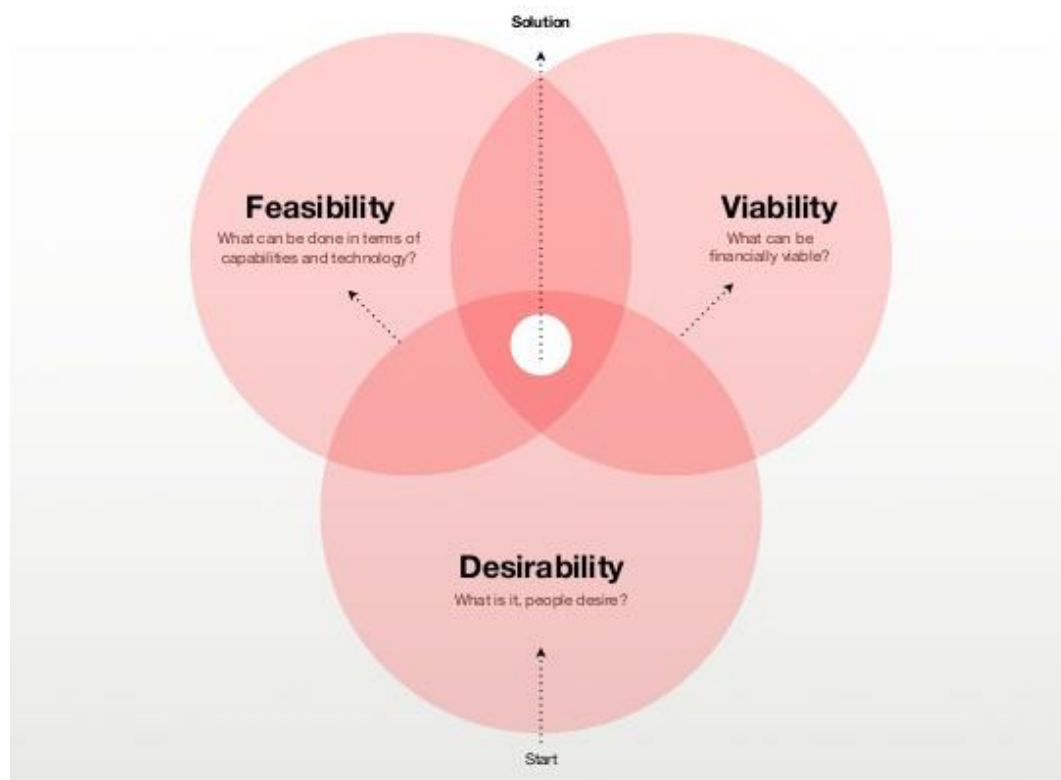 Solution
Feasibility
What can be done in terms of
capabilities and technology?
Viability
What can be
financially viable?
Desirability
What is it, people desire?
Start